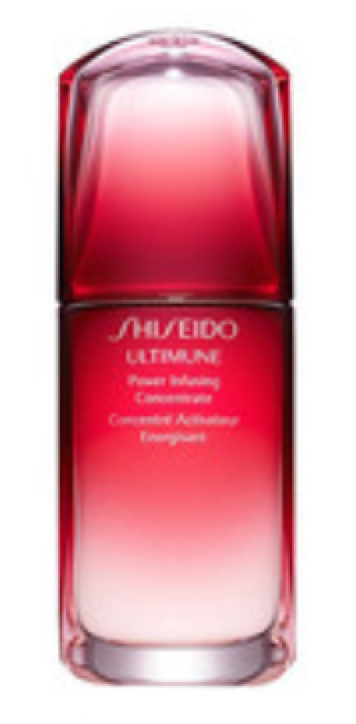 SHISEIDO
ULTIMUNE
Power Infusing
Concentrate
Concentré Activateur
Energisant